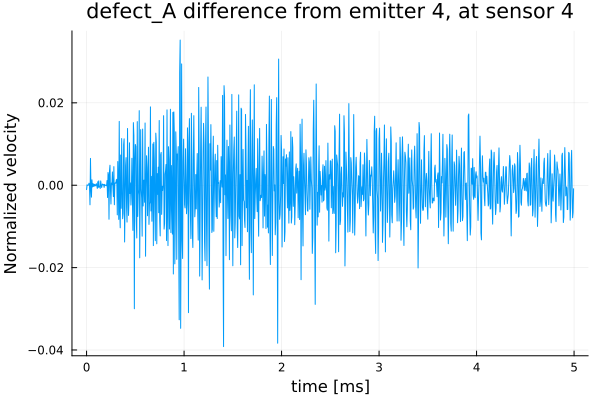 defect_A difference from emitter 4, at sensor 4
Normalized velocity
0.02
0.00
−0.02
−0.04
0 1 2 3 4 5
time [ms]